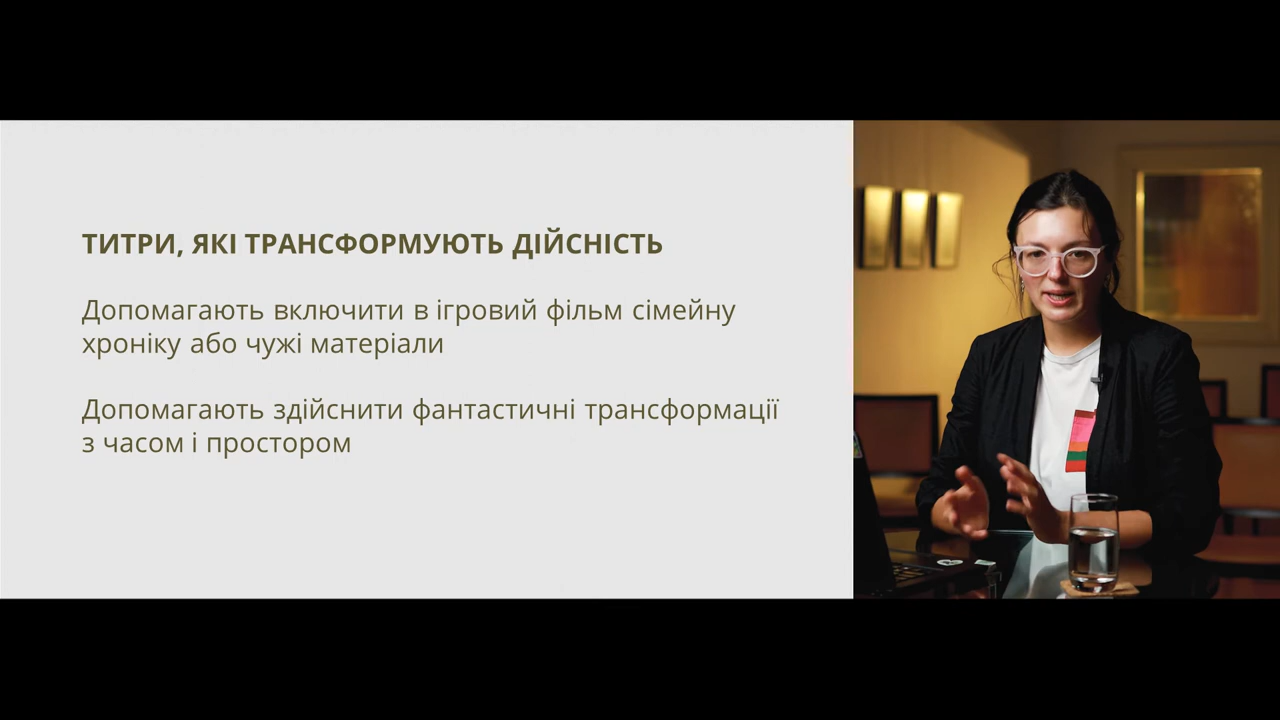 ТИТРИ, ЯКІ ТРАНСФОРМУЮТЬ ДІЙСНІСТЬ
Допомагають включити в ігровий фільм сімейну
хроніку або чужі матеріали
Допомагають здійснити фантастичні трансформації
з часом і простором